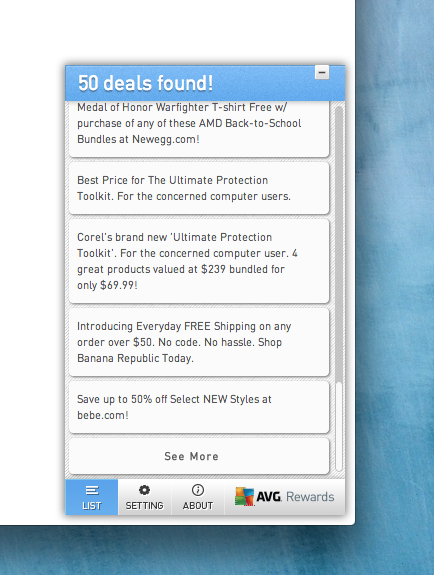 50 deals found!
Medal of Honor Warfighter T-shirt Free w/
purchase of any of these AMD Back-to-School
Bundles at Newegg.com!
Best Price for The Ultimate Protection
Toolkit. For the concerned computer users.
Corel's brand new 'Ultimate Protection
Toolkit'. For the concerned computer user. 4
great products valued at $239 bundled for
only $69.99!
Introducing Everyday FREE Shipping on any
order over $50. No code. No hassle. Shop
Banana Republic Today.
Save up to 50% off Select NEW Styles at
bebe.com!
See More
LIST SETTING ABOUT AVG. Rewards